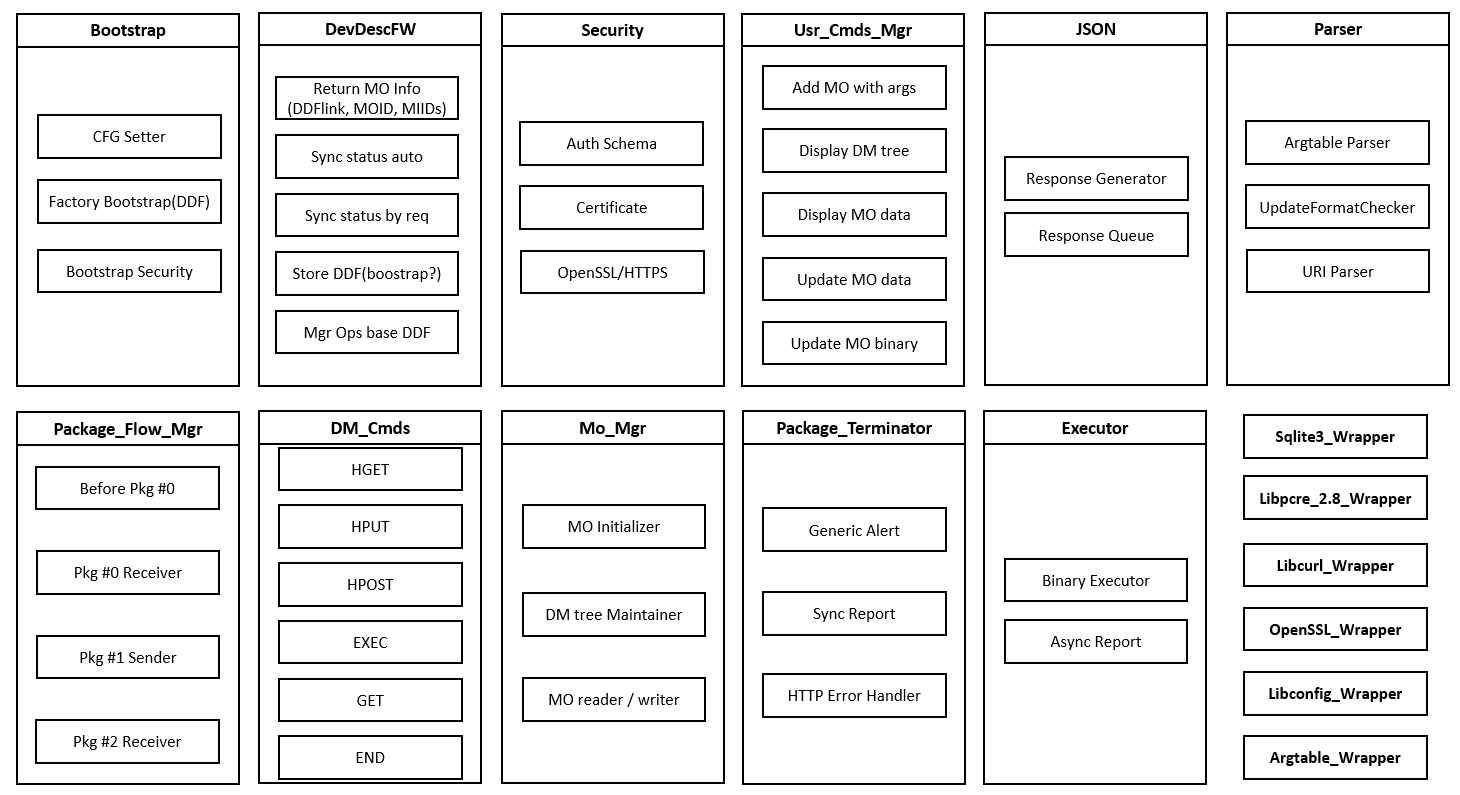 Bootstrap
CFG Setter
Factory Bootstrap(DDF)
Bootstrap Security
DevDescFW
Return MO Info
(DDFlink, MOID, MIIDs)
Sync status auto
Sync status by req
Store DDF(boostrap?)
Mgr Ops base DDF
Security
Auth Schema
Certificate
OpenSSL/HTTPS
Usr_Cmds_Mgr
Add MO with args
Display DM tree
Display MO data
Update MO data
Update MO binary
JSON
Response Generator
Response Queue
Parser
Argtable Parser
UpdateFormatChecker
URI Parser
Package_Flow_Mgr
Before Pkg #0
Pkg #0 Receiver
Pkg #1 Sender
Pkg #2 Receiver
DM_Cmds
HGET
HPUT
HPOST
EXEC
GET
END
Mo_Mgr
MO Initializer
DM tree Maintainer
MO reader / writer
Package_Terminator
Generic Alert
Sync Report
HTTP Error Handler
Executor
Binary Executor
Async Report
Sqlite3_Wrapper
Libpcre_2.8_Wrapper
Libcurl_Wrapper
OpenSSL_Wrapper
Libconfig_Wrapper
Argtable_Wrapper